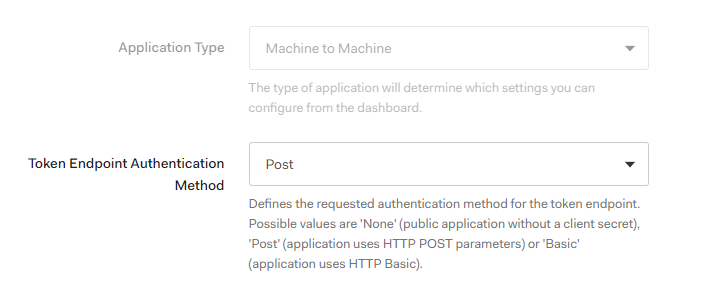 Application Type
Machine to Machine
The type of application will determine which settings you can
configure from the dashboard.
Token Endpoint Authentication
Method
Post
Defines the requested authentication method for the token endpoint.
Possible values are 'None' (public application without a client secret),
'Post' (application uses HTTP POST parameters) or 'Basic'
(application uses HTTP Basic).